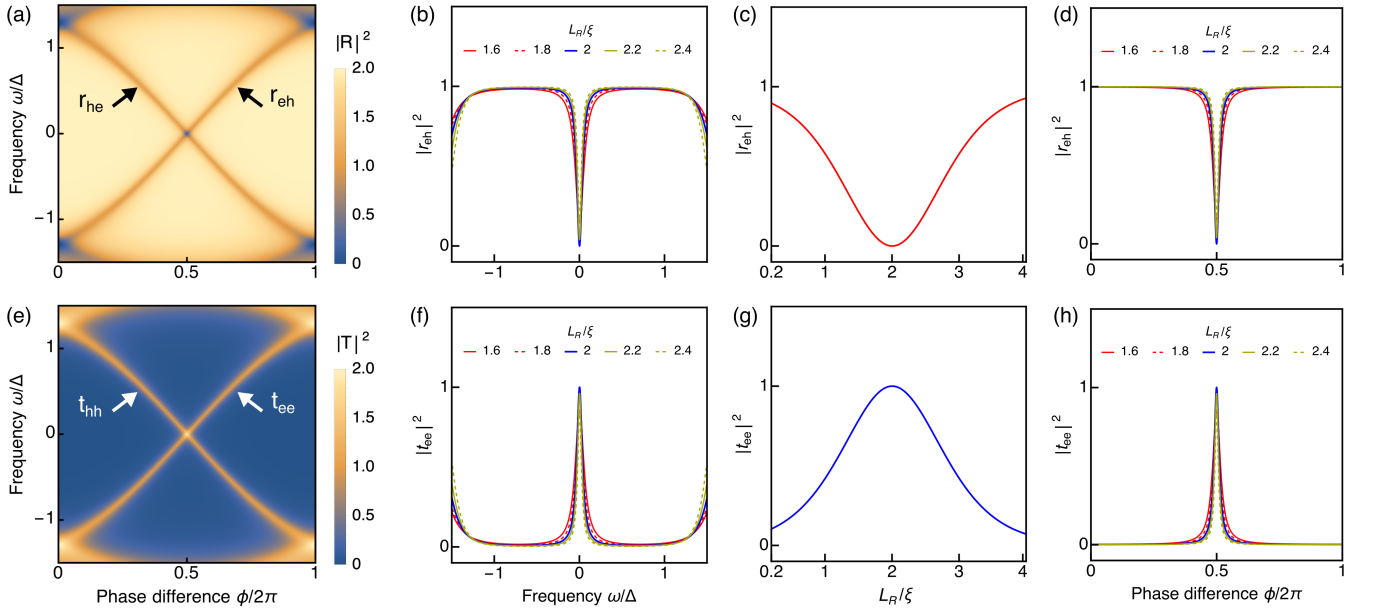 (a)
Frequency ω/Δ
1
0
−1
r_he
r_eh
0
0.5
1
|R|²
2.0
1.5
1.0
0.5
0
(b)
|r_eh|²
1
0
L_R/ξ
1.6 1.8 2 2.2 2.4
−1
0
1
(c)
|r_eh|²
1
0
0.2
1
2
3
4
(d)
|r_eh|²
1
0
L_R/ξ
1.6 1.8 2 2.2 2.4
0
0.5
1
(e)
Frequency ω/Δ
1
0
−1
t_hh
t_ee
0
0.5
1
Phase difference ϕ/2π
|T|²
2.0
1.5
1.0
0.5
0
(f)
|t_ee|²
1
0
L_R/ξ
1.6 1.8 2 2.2 2.4
−1
0
1
Frequency ω/Δ
(g)
|t_ee|²
1
0
0.2
1
2
3
4
L_R/ξ
(h)
|t_ee|²
1
0
L_R/ξ
1.6 1.8 2 2.2 2.4
0
0.5
1
Phase difference ϕ/2π